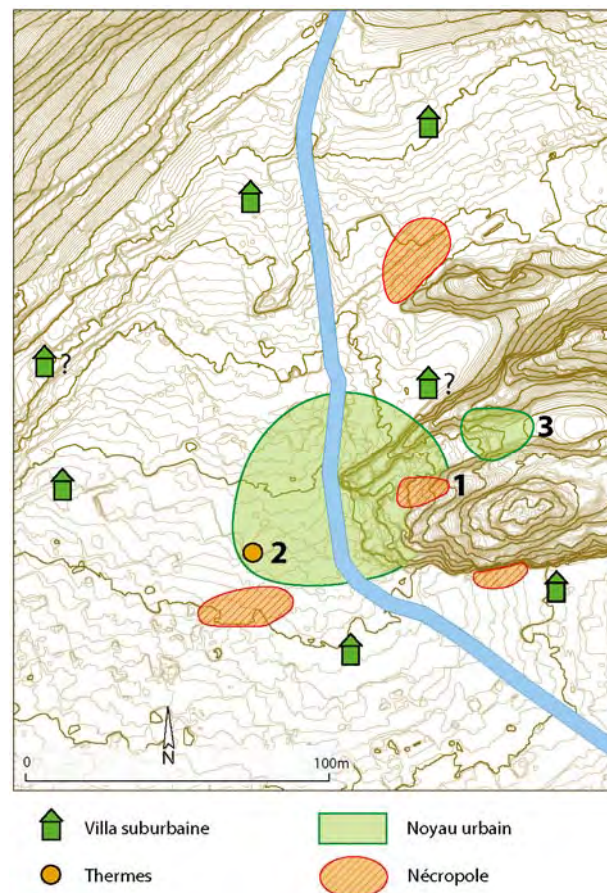 ?
?
3
1
2
N
0 100m
Villa suburbaine
Noyau urbain
Thermes
Nécropole